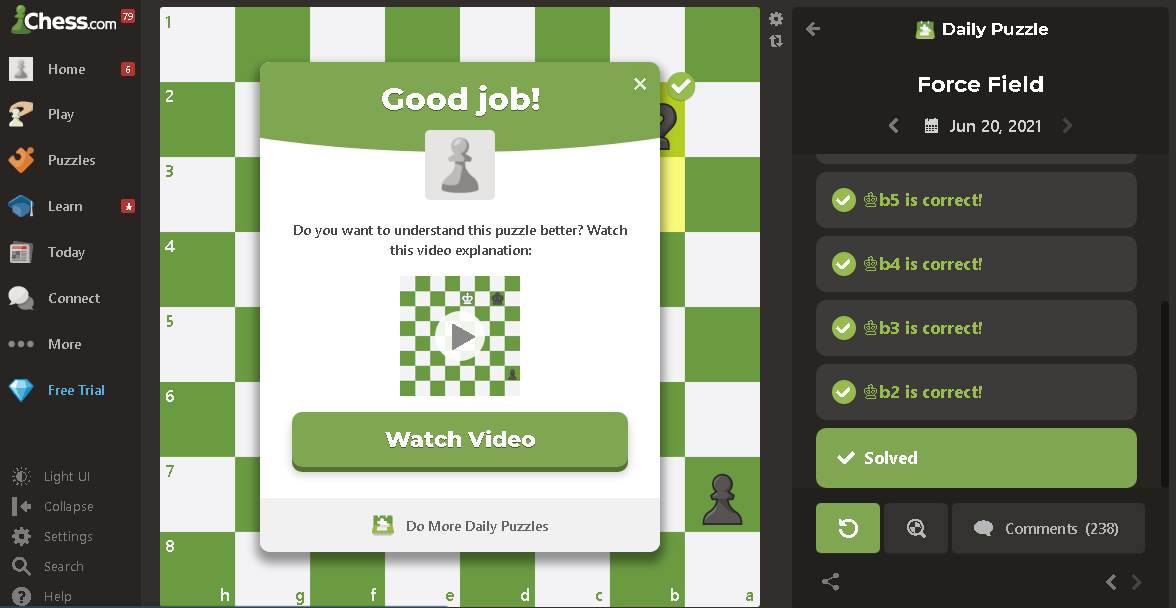 Chess.com
79
Home
6
Play
Puzzles
Learn
Today
Connect
More
Free Trial
Light UI
Collapse
Settings
Search
Help
1
2
3
4
5
6
7
8
h
g
f
e
d
c
b
a
Good job!
Do you want to understand this puzzle better? Watch
this video explanation:
Watch Video
Do More Daily Puzzles
Daily Puzzle
Force Field
Jun 20, 2021
♔b5 is correct!
♔b4 is correct!
♔b3 is correct!
♔b2 is correct!
Solved
Comments (238)